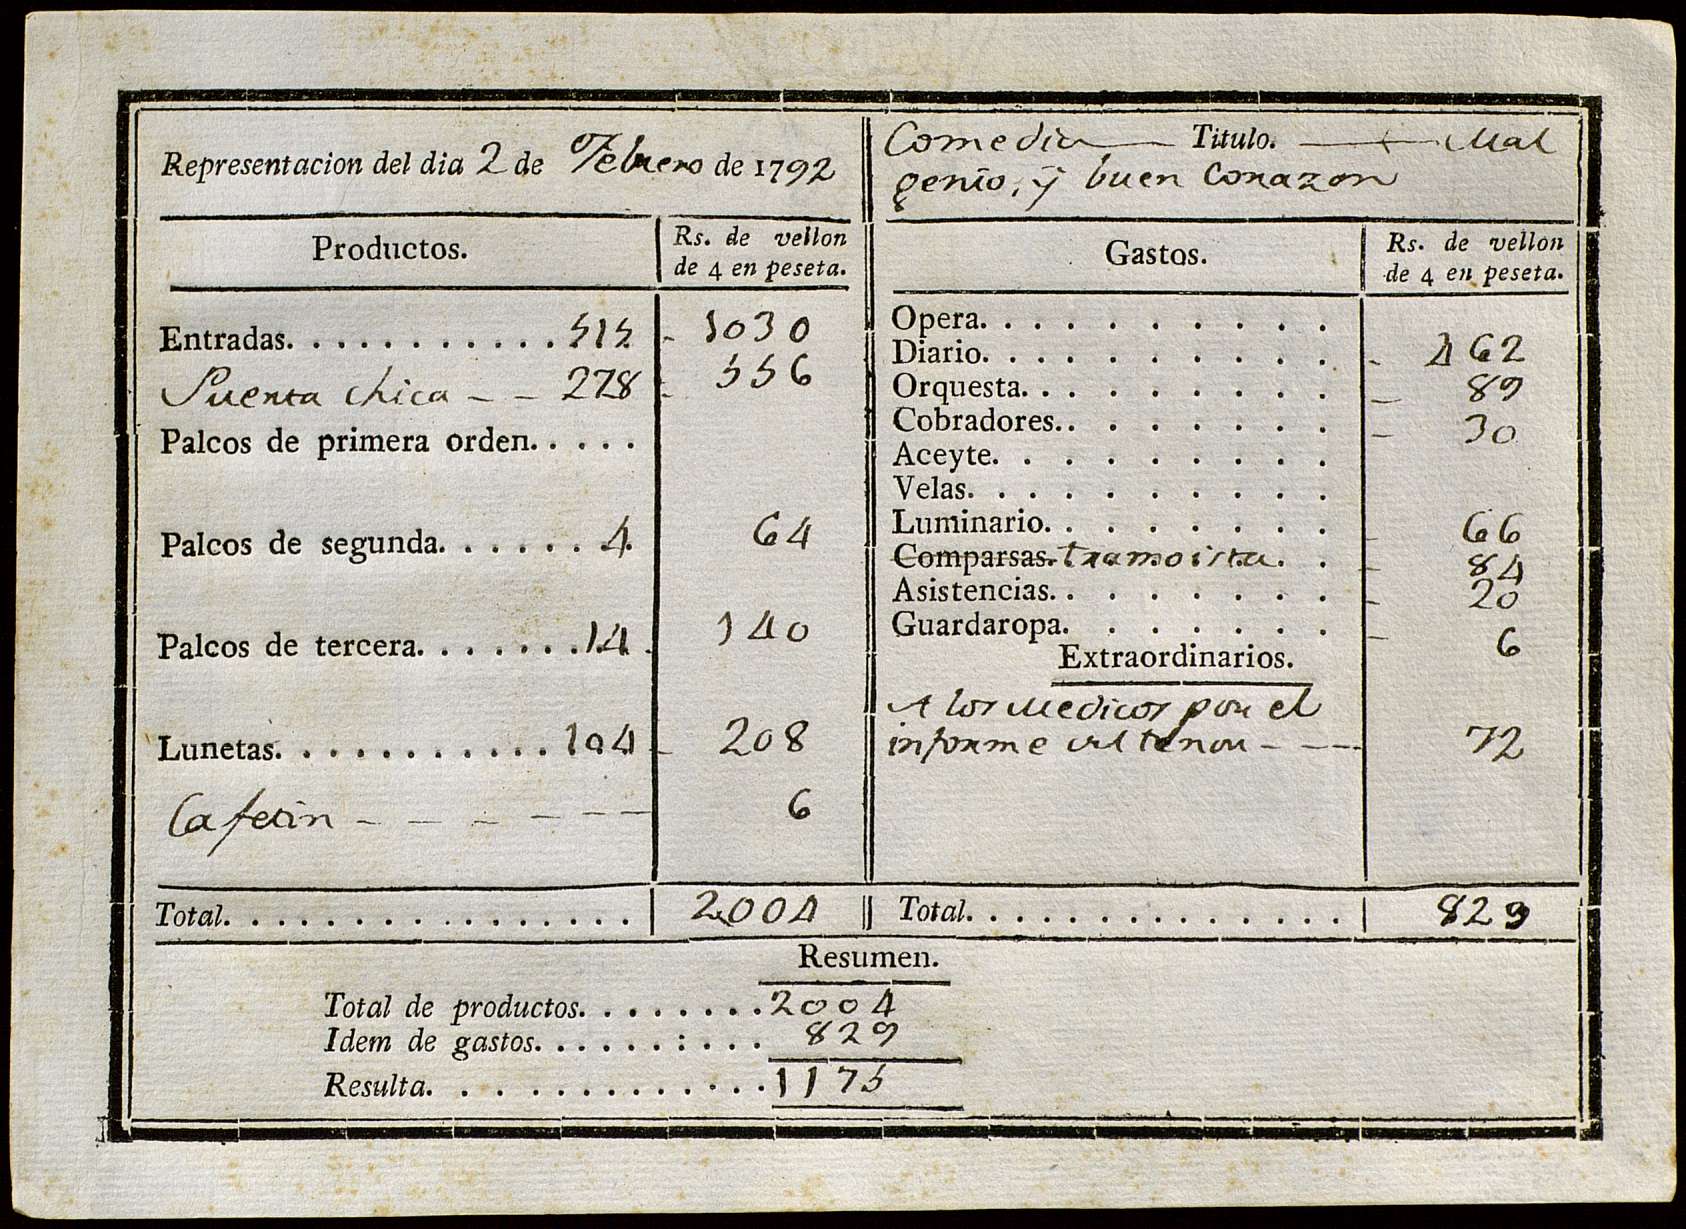 Representacion del dia 2 de Febrero de 1792
Comedia Titulo. Mal
genio, y buen Corazon
Productos.
Rs. de vellon
de 4 en peseta.
Entradas. 515 1030
Puerta chica 278 556
Palcos de primera orden.
Palcos de segunda. 4 64
Palcos de tercera. 14 140
Lunetas. 104 208
Cafetin 6
Total. 2004
Gastos.
Rs. de vellon
de 4 en peseta.
Opera.
Diario. 462
Orquesta. 89
Cobradores. 30
Aceyte.
Velas.
Luminario. 66
Comparsas. tramoista 84
Asistencias. 20
Guardaropa. 6
Extraordinarios.
A los Medicos por el
informe del tenor 72
Total. 829
Resumen.
Total de productos. 2004
Idem de gastos. 829
Resulta. 1175